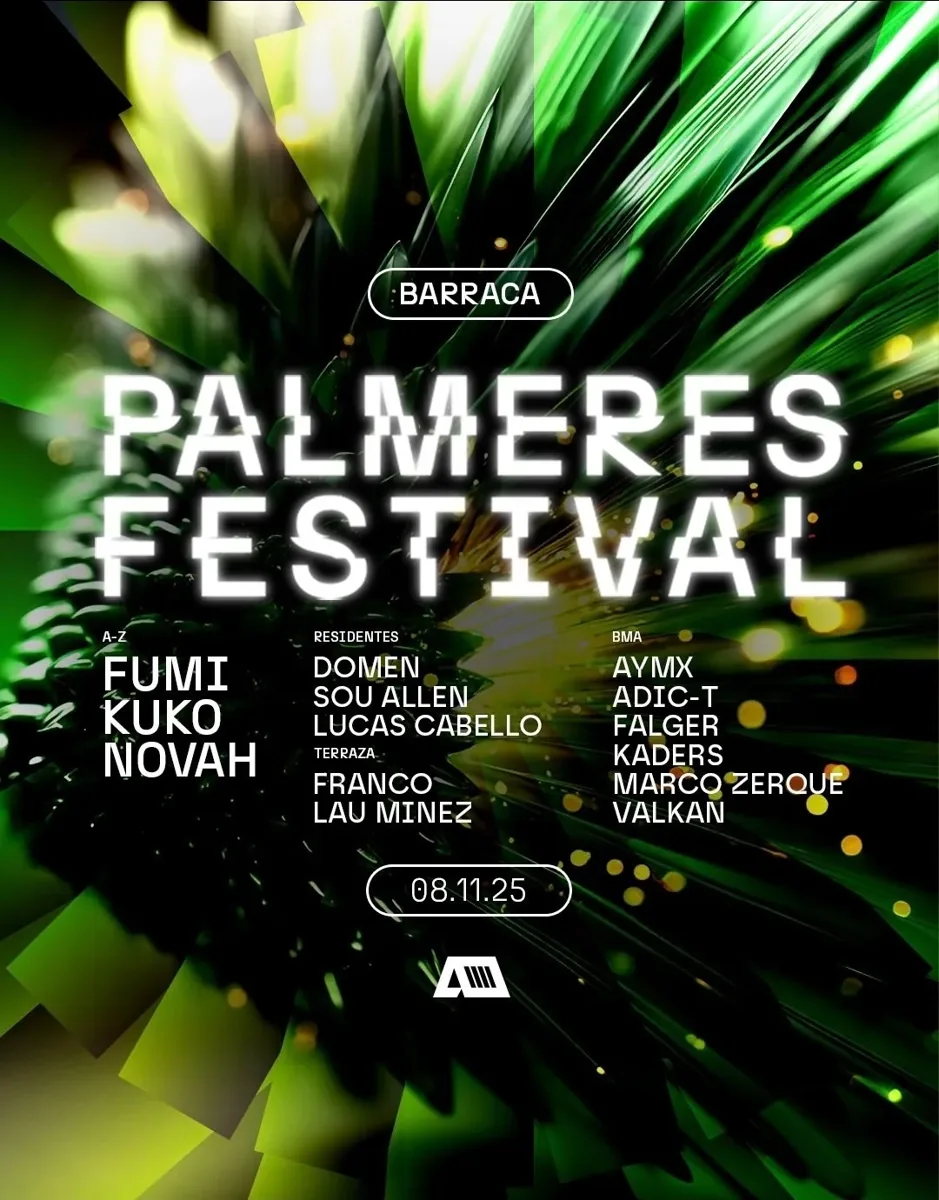 BARRACA
PALMERES
FESTIVAL
A-Z
FUMI
KUKO
NOVAH
RESIDENTES
DOMEN
SOU ALLEN
LUCAS CABELLO
TERRAZA
FRANCO
LAU MINEZ
BMA
AYMX
ADIC-T
FALGER
KADERS
MARCO ZERQUE
VALKAN
08.11.25